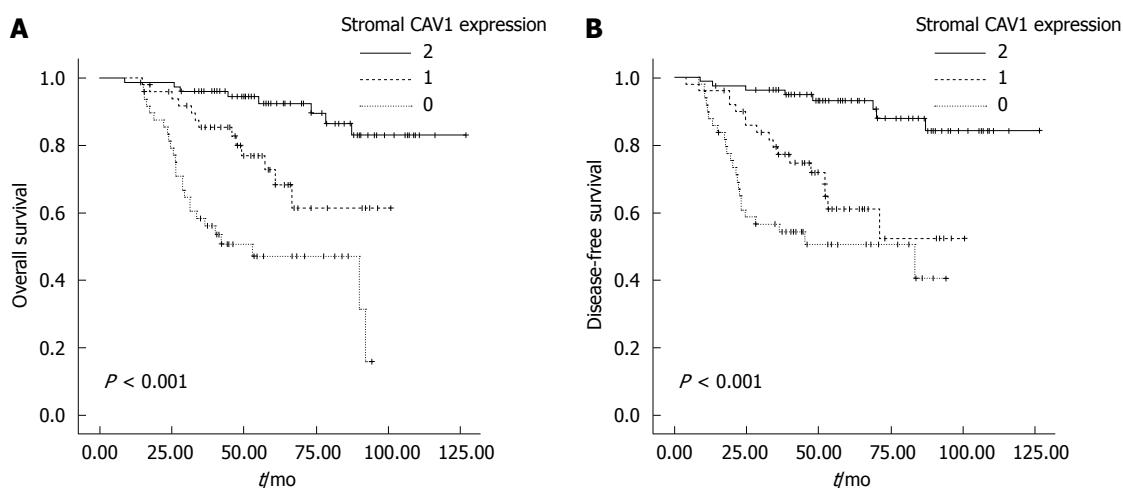 A
Stromal CAV1 expression
2
1
0
1.0
0.8
0.6
0.4
0.2
0.0
Overall survival
P < 0.001
0.00 25.00 50.00 75.00 100.00 125.00
t/mo
B
Stromal CAV1 expression
2
1
0
1.0
0.8
0.6
0.4
0.2
0.0
Disease-free survival
P < 0.001
0.00 25.00 50.00 75.00 100.00 125.00
t/mo